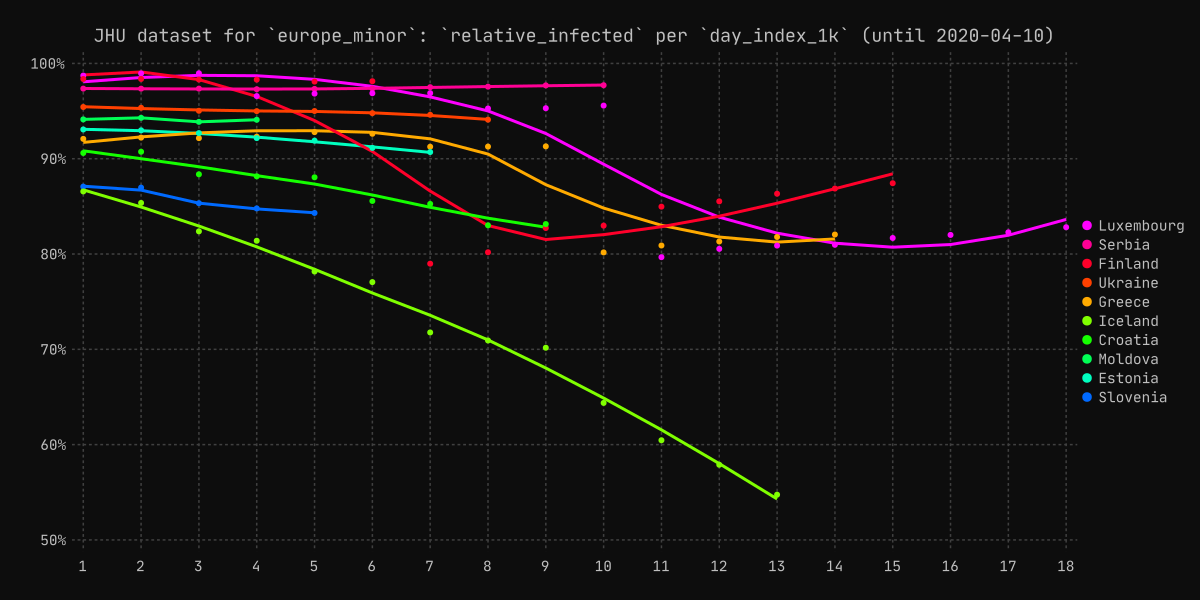 JHU dataset for `europe_minor`: `relative_infected` per `day_index_1k` (until 2020-04-10)
100%
90%
80%
70%
60%
50%
1 2 3 4 5 6 7 8 9 10 11 12 13 14 15 16 17 18
Luxembourg
Serbia
Finland
Ukraine
Greece
Iceland
Croatia
Moldova
Estonia
Slovenia